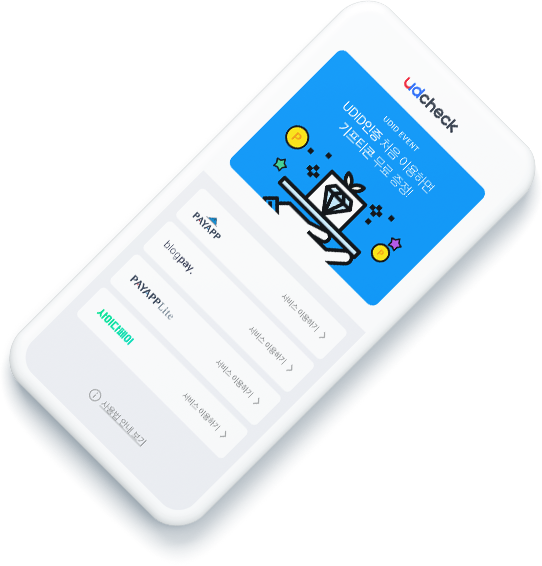 udcheck
UDID EVENT
UDID인증 처음 이용하면
기프티콘 무료 증정!
P
P
PAYAPP
서비스 이용하기
blogpay.
서비스 이용하기
PAYAPP Lite
서비스 이용하기
사이다페이
서비스 이용하기
사용법 안내 보기